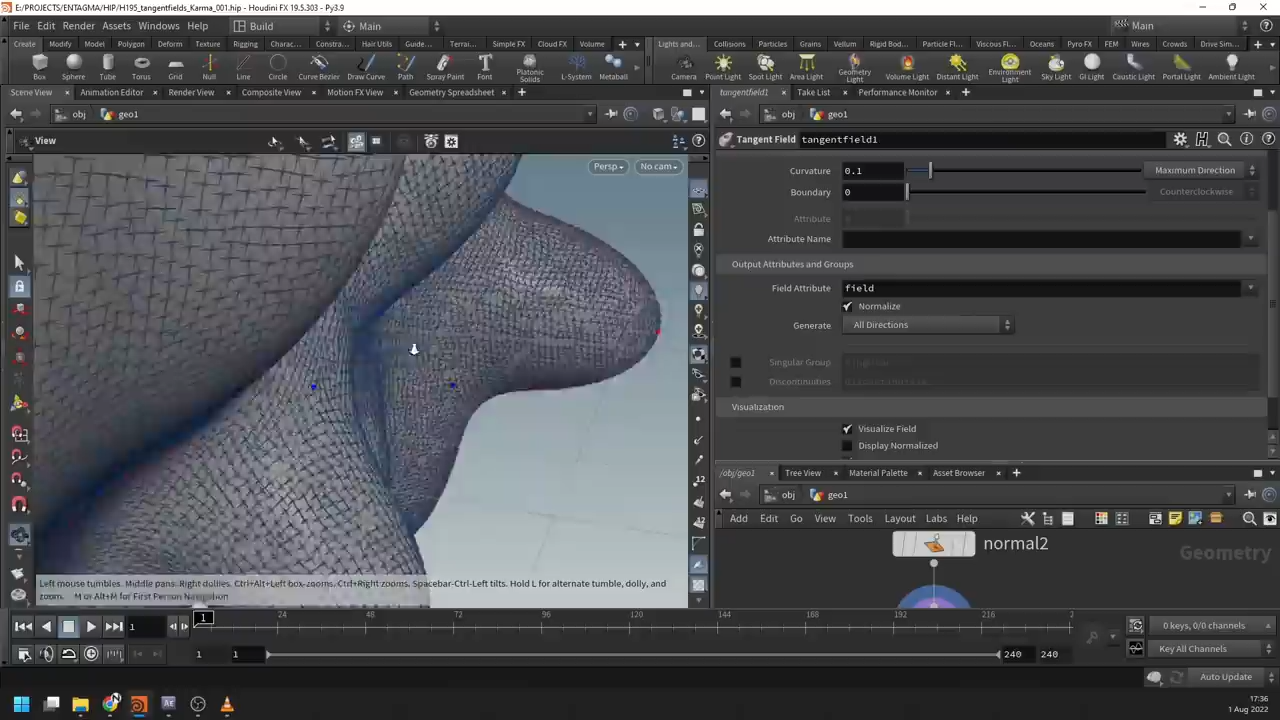 E:/PROJECTS/ENTAGMA/HIP/H195_tangentfields_Karma_001.hip - Houdini FX 19.5.303 - Py3.9
File Edit Render Assets Windows Help Build Main Main
Create Modify Model Polygon Deform Texture Rigging Charac... Constra... Hair Utils Guide... Terrai... Simple FX Cloud FX Volume
Lights and... Collisions Particles Grains Vellum Rigid Bod... Particle Fl... Viscous Fl... Oceans Pyro FX FEM Wires Crowds Drive Sim...
Box Sphere Tube Torus Grid Null Line Circle Curve Bezier Draw Curve Path Spray Paint Font Platonic Solids L-System Metaball
Camera Point Light Spot Light Area Light Geometry Light Volume Light Distant Light Environment Light Sky Light GI Light Caustic Light Portal Light Ambient Light
Scene View Animation Editor Render View Composite View Motion FX View Geometry Spreadsheet
tangentfield1 Take List Performance Monitor
obj geo1
obj geo1
View
Tangent Field tangentfield1
Persp No cam
Curvature 0.1 Maximum Direction
Boundary 0 Counterclockwise
Attribute
Attribute Name
Output Attributes and Groups
Field Attribute field
Normalize
Generate All Directions
Singular Group
Discontinuities
Visualization
Visualize Field
Display Normalized
/obj/geo1 Tree View Material Palette Asset Browser
obj geo1
Add Edit Go View Tools Layout Labs Help
normal2
Geometry
Left mouse tumbles. Middle pans. Right dollies. Ctrl+Alt+Left box-zooms. Ctrl+Right zooms. Spacebar-Ctrl-Left tilts. Hold L for alternate tumble, dolly, and
zoom. M or Alt+M for First Person Navigation
1 1 24 48 72 96 120 144 168 192 216 2
0 keys, 0/0 channels
1 1 240 240
Key All Channels
Auto Update
17:36
1 Aug 2022